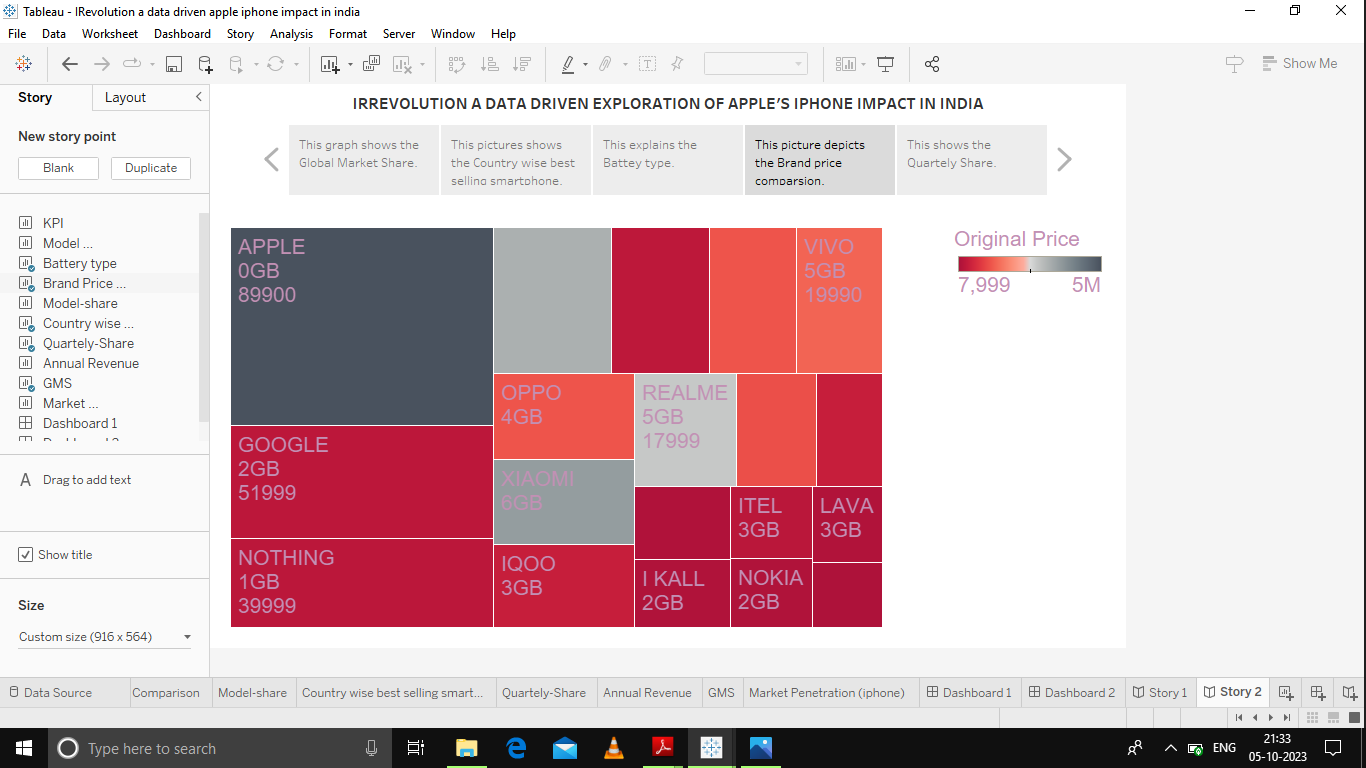 Tableau - IRevolution a data driven apple iphone impact in india
File Data Worksheet Dashboard Story Analysis Format Server Window Help
Show Me
Story Layout
New story point
Blank Duplicate
KPI
Model ...
Battery type
Brand Price ...
Model-share
Country wise ...
Quartely-Share
Annual Revenue
GMS
Market ...
Dashboard 1
A Drag to add text
Show title
Size
Custom size (916 x 564)
IRREVOLUTION A DATA DRIVEN EXPLORATION OF APPLE'S IPHONE IMPACT IN INDIA
This graph shows the
Global Market Share.
This pictures shows
the Country wise best
selling smartphone.
This explains the
Battey type.
This picture depicts
the Brand price
comparsion.
This shows the
Quartely Share.
APPLE
0GB
89900
VIVO
5GB
19990
OPPO
4GB
REALME
5GB
17999
GOOGLE
2GB
51999
XIAOMI
6GB
ITEL
3GB
LAVA
3GB
NOTHING
1GB
39999
IQOO
3GB
I KALL
2GB
NOKIA
2GB
Original Price
7,999 5M
Data Source Comparison Model-share Country wise best selling smart... Quartely-Share Annual Revenue GMS Market Penetration (iphone) Dashboard 1 Dashboard 2 Story 1 Story 2
Type here to search
ENG
21:33
05-10-2023